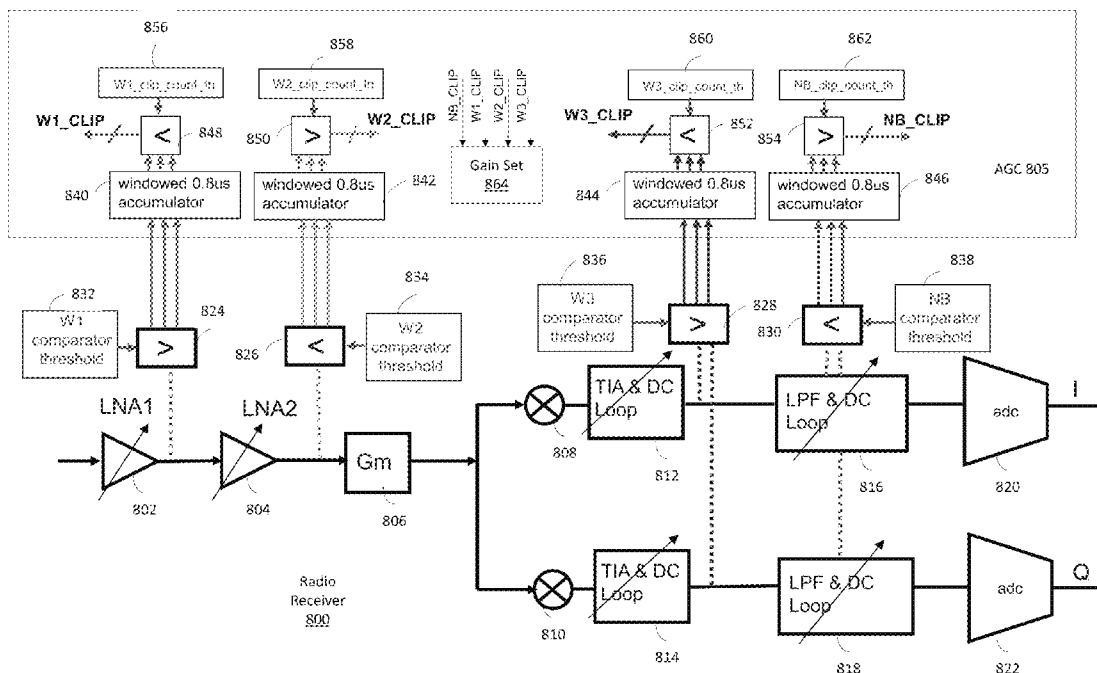 856
858
860
862
W1_clip_count_th
W2_clip_count_th
W3_clip_count_th
NB_clip_count_th
NB_CLIP
W1_CLIP
W2_CLIP
W3_CLIP
W1_CLIP
<
848
850
>
W2_CLIP
W3_CLIP
<
852
854
>
NB_CLIP
Gain Set
864
AGC 805
840
windowed 0.8us
accumulator
windowed 0.8us
accumulator
842
844
windowed 0.8us
accumulator
windowed 0.8us
accumulator
846
832
W1
comparator
threshold
824
>
826
<
834
W2
comparator
threshold
836
W3
comparator
threshold
828
>
830
<
838
NB
comparator
threshold
LNA1
802
LNA2
804
Gm
806
808
TIA & DC
Loop
812
LPF & DC
Loop
816
adc
820
I
Radio
Receiver
800
810
TIA & DC
Loop
814
LPF & DC
Loop
818
adc
822
Q